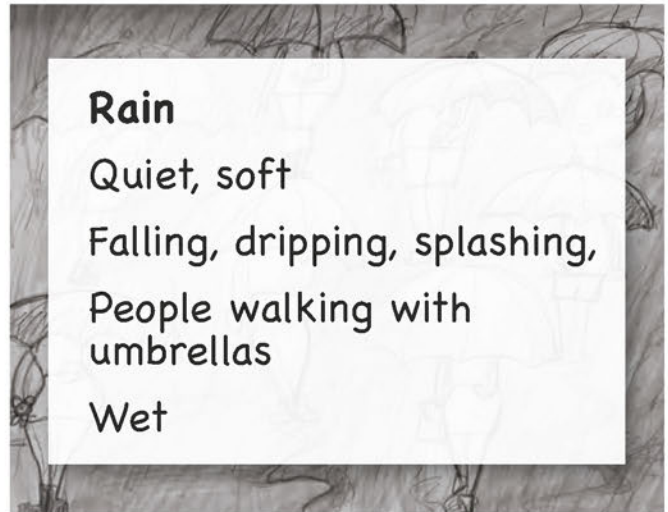 Rain
Quiet, soft
Falling, dripping, splashing,
People walking with
umbrellas
Wet